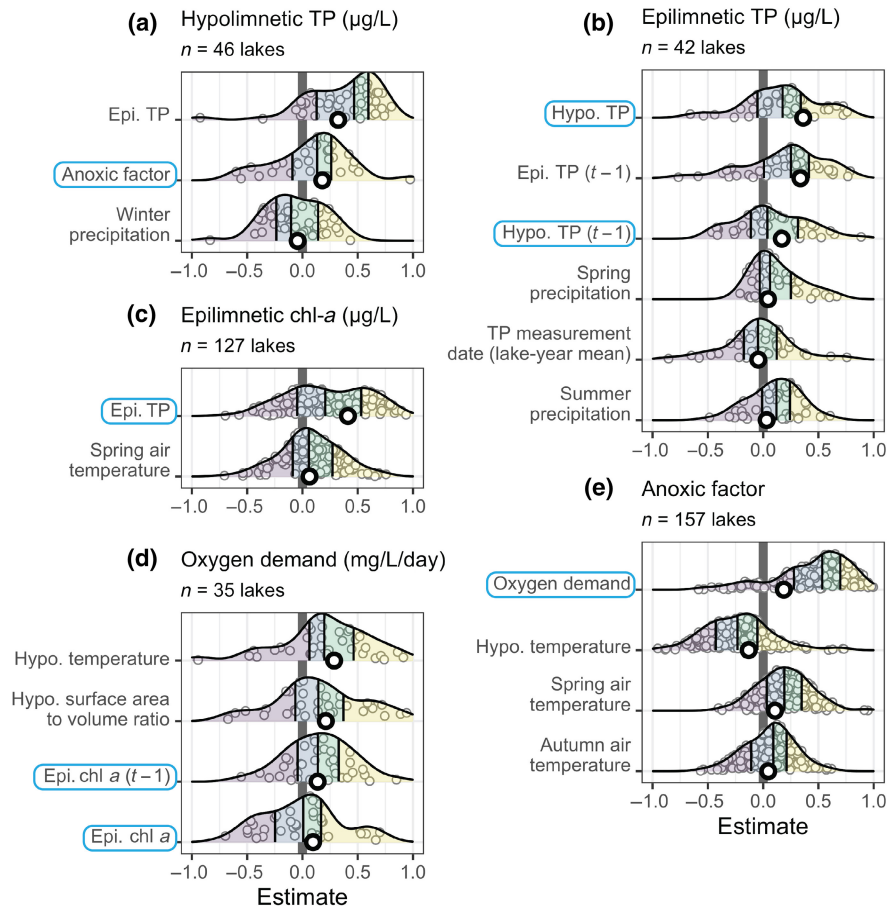 (a) Hypolimnetic TP (µg/L)
n = 46 lakes
Epi. TP
Anoxic factor
Winter
precipitation
−1.0 −0.5 0.0 0.5 1.0
(b) Epilimnetic TP (µg/L)
n = 42 lakes
Hypo. TP
Epi. TP (t − 1)
Hypo. TP (t − 1)
Spring
precipitation
TP measurement
date (lake-year mean)
Summer
precipitation
−1.0 −0.5 0.0 0.5 1.0
(c) Epilimnetic chl-a (µg/L)
n = 127 lakes
Epi. TP
Spring air
temperature
−1.0 −0.5 0.0 0.5 1.0
(d) Oxygen demand (mg/L/day)
n = 35 lakes
Hypo. temperature
Hypo. surface area
to volume ratio
Epi. chl a (t − 1)
Epi. chl a
−1.0 −0.5 0.0 0.5 1.0
Estimate
(e) Anoxic factor
n = 157 lakes
Oxygen demand
Hypo. temperature
Spring air
temperature
Autumn air
temperature
−1.0 −0.5 0.0 0.5 1.0
Estimate